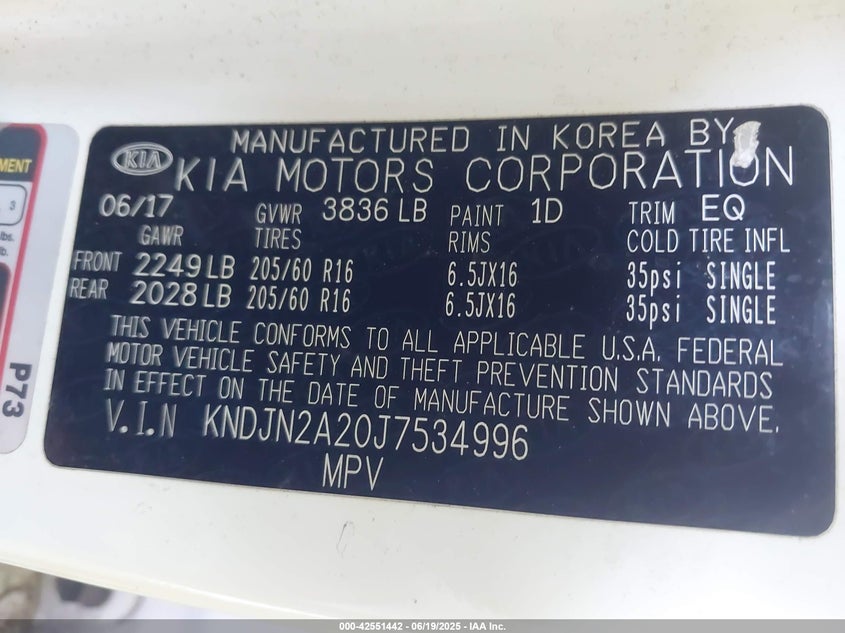 MENT
3
lbs.
lb.
P73
KIA
MANUFACTURED IN KOREA BY
KIA MOTORS CORPORATION
06/17 GVWR 3836 LB PAINT 1D TRIM EQ
GAWR TIRES RIMS COLD TIRE INFL
FRONT 2249 LB 205/60 R16 6.5JX16 35psi SINGLE
REAR 2028 LB 205/60 R16 6.5JX16 35psi SINGLE
THIS VEHICLE CONFORMS TO ALL APPLICABLE U.S.A. FEDERAL
MOTOR VEHICLE SAFETY AND THEFT PREVENTION STANDARDS
IN EFFECT ON THE DATE OF MANUFACTURE SHOWN ABOVE.
V.I.N KNDJN2A20J7534996
MPV
000-42551442 - 06/19/2025 - IAA Inc.